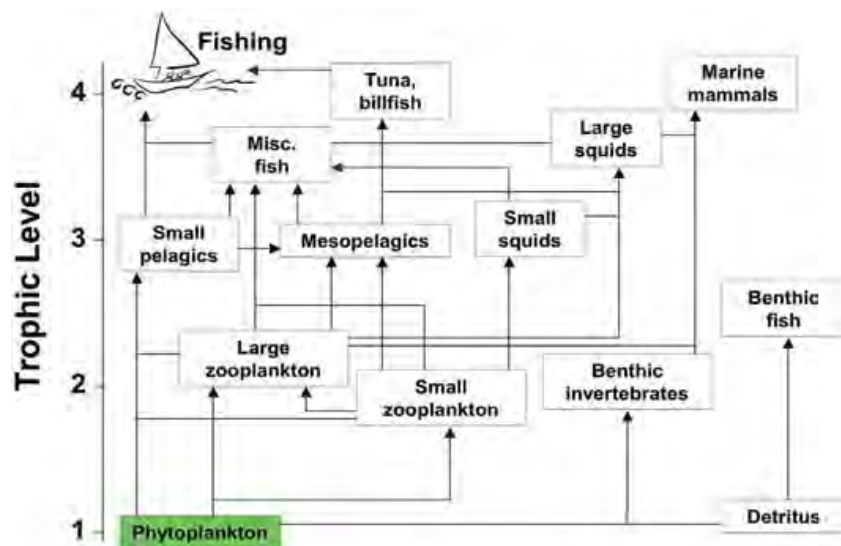 Fishing
Trophic Level
4
3
2
1
Tuna,
billfish
Marine
mammals
Misc.
fish
Large
squids
Small
pelagics
Mesopelagics
Small
squids
Benthic
fish
Large
zooplankton
Small
zooplankton
Benthic
invertebrates
Phytoplankton
Detritus